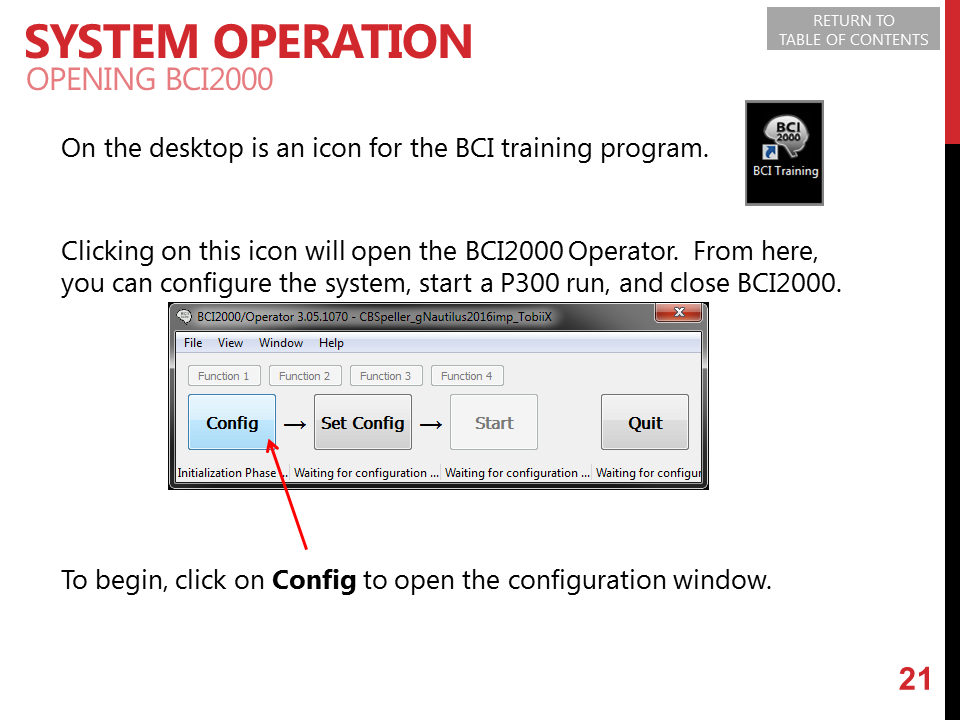 SYSTEM OPERATION
OPENING BCI2000
RETURN TO
TABLE OF CONTENTS
On the desktop is an icon for the BCI training program.
BCI
2000
BCI Training
Clicking on this icon will open the BCI2000 Operator. From here,
you can configure the system, start a P300 run, and close BCI2000.
BCI2000/Operator 3.05.1070 - CBSpeller_gNautilus2016imp_TobiiX
File View Window Help
Function 1 Function 2 Function 3 Function 4
Config → Set Config → Start Quit
Initialization Phase ... Waiting for configuration ... Waiting for configuration ... Waiting for configur
To begin, click on Config to open the configuration window.
21